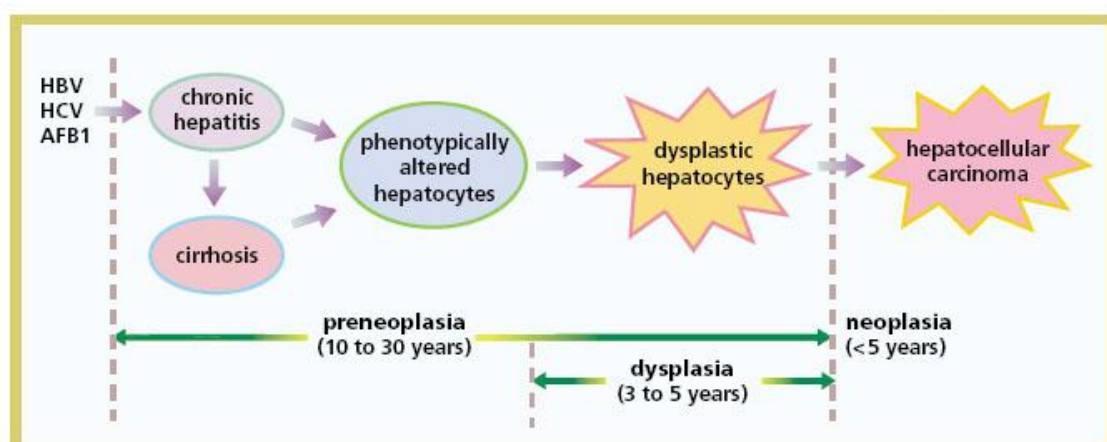 HBV
HCV
AFB1
chronic
hepatitis
cirrhosis
phenotypically
altered
hepatocytes
dysplastic
hepatocytes
hepatocellular
carcinoma
preneoplasia
(10 to 30 years)
neoplasia
(<5 years)
dysplasia
(3 to 5 years)